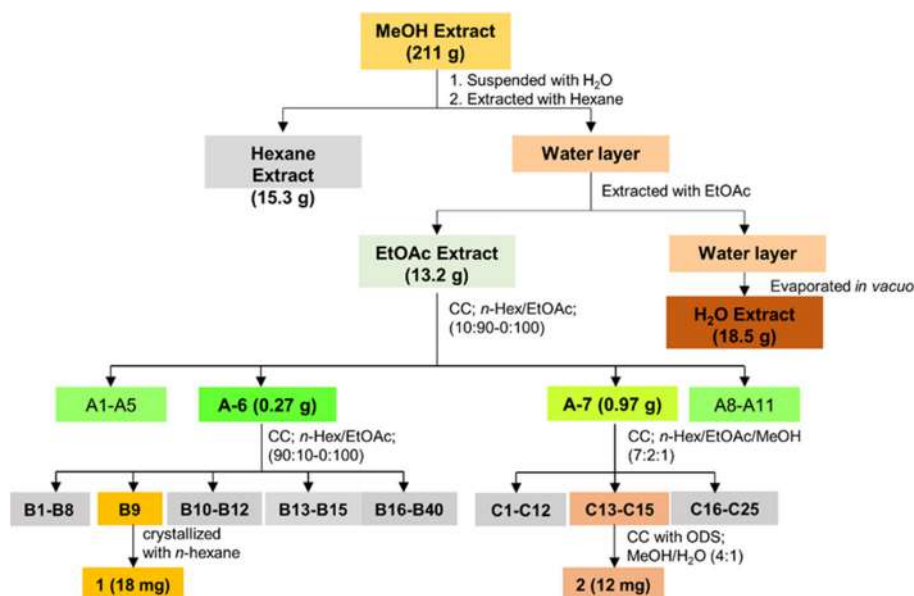 MeOH Extract
(211 g)
1. Suspended with H₂O
2. Extracted with Hexane
Hexane
Extract
(15.3 g)
Water layer
Extracted with EtOAc
EtOAc Extract
(13.2 g)
Water layer
Evaporated in vacuo
H₂O Extract
(18.5 g)
CC; n-Hex/EtOAc;
(10:90-0:100)
A1-A5
A-6 (0.27 g)
A-7 (0.97 g)
A8-A11
CC; n-Hex/EtOAc;
(90:10-0:100)
CC; n-Hex/EtOAc/MeOH
(7:2:1)
B1-B8
B9
B10-B12
B13-B15
B16-B40
C1-C12
C13-C15
C16-C25
crystallized
with n-hexane
CC with ODS;
MeOH/H₂O (4:1)
1 (18 mg)
2 (12 mg)